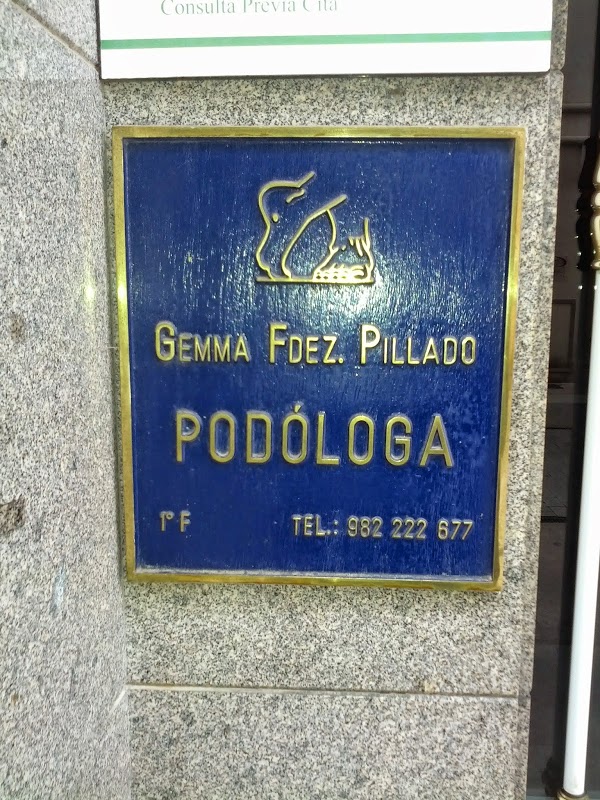 Consulta Previa Cita
GEMMA FDEZ. PILLADO
PODÓLOGA
1º F TEL.: 982 222 677